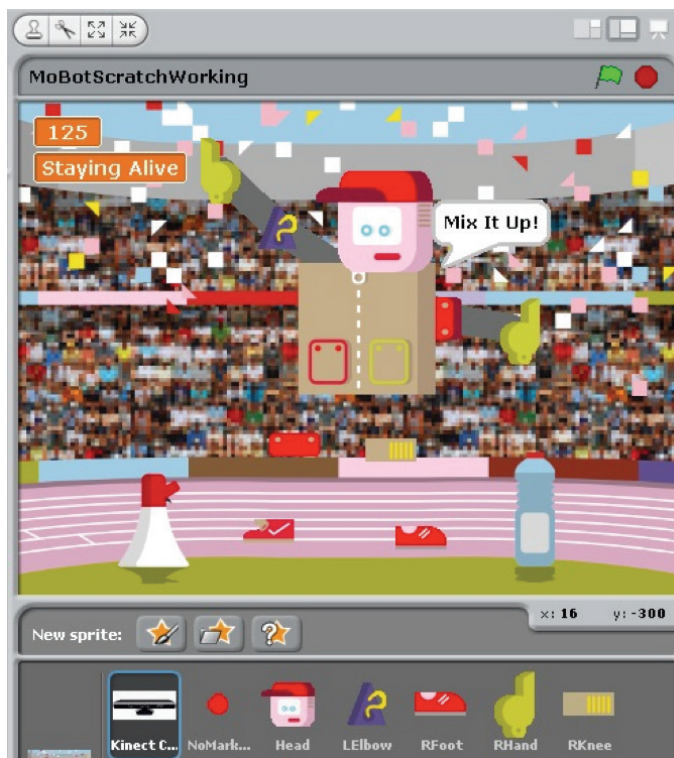 MoBotScratchWorking
125
Staying Alive
Mix It Up!
x: 16 y: -300
New sprite:
Kinect C... NoMark... Head LElbow RFoot RHand RKnee